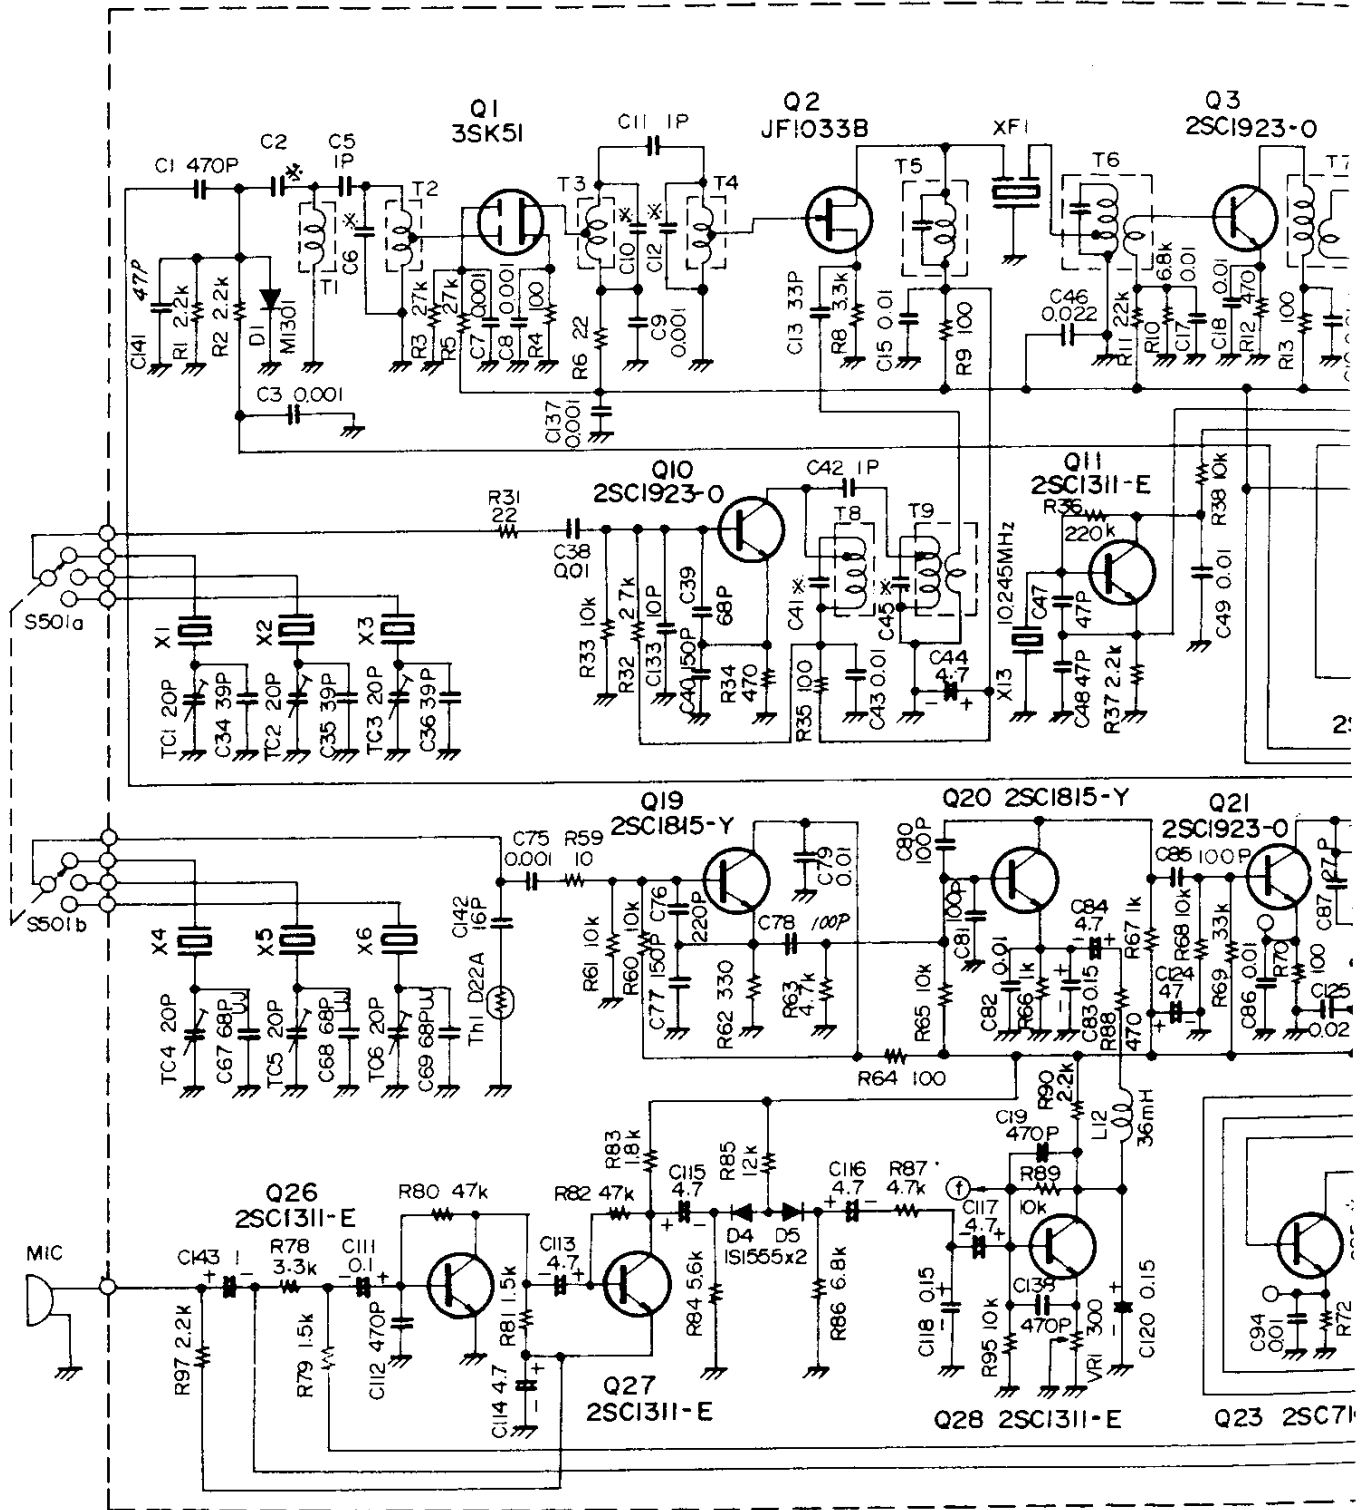 Q1
3SK51
Q2
JF1033B
Q3
2SC1923-O
C1 470P
C2
※
C5
1P
C11 1P
XF1
T2
T3
T4
T5
T6
T7
T1
※
C6
※
C10
※
C12
C141
47P
R1 2.2k
R2 2.2k
D1
M1301
R3 27k
R5 27k
C7 0.001
C8 0.001
R4 100
R6 22
C9
0.001
C13 33P
R8 3.3k
C15 0.01
R9 100
C46
0.022
R11 22k
R10 6.8k
C17 0.01
C18 0.01
R12 470
R13 100
C3 0.001
C137
0.001
Q10
2SC1923-O
C42 1P
Q11
2SC1311-E
R36
220k
R38 10k
R31
22
C38
0.01
T8
T9
C39
68P
C41 ※
C45 ※
10.245MHz
C47
47P
C49 0.01
S501a
X1
X2
X3
R33 10k
R32 2.7k
C133 10P
C40 150P
R34
470
R35 100
C43 0.01
C44
4.7
- +
X13
C48 47P
R37 2.2k
TC1 20P
C34 39P
TC2 20P
C35 39P
TC3 20P
C36 39P
Q19
2SC1815-Y
Q20 2SC1815-Y
Q21
2SC1923-O
C75
0.001
R59
10
C79
0.01
C80
100P
C85 100P
27P
C87
S501b
X4
X5
X6
C142
16P
Th1 D22A
R61 10k
R60 10k
C76
220P
C77 150P
C78 100P
R62 330
R63
4.7k
C81
100P
R65 10k
C82 0.01
R66 1k
C84
4.7
- +
C83 0.15
+
-
R88
470
R67 1k
R68 10k
C124
4.7
+ -
R69 33k
C86 0.01
R70
100
C125
0.02
TC4 20P
C67 68P UJ
TC5 20P
C68 68P UJ
TC6 20P
C69 68P UJ
R64 100
R90
2.2k
L12
36mH
R83
1.8k
R85
12k
C19
470P
Q26
2SC1311-E
R80 47k
R82 47k
C115
4.7
+ -
C116
4.7
+ -
R87
4.7k
f
R89
10k
C117
4.7
- +
D4
D5
1S1555x2
MIC
C143
1
+ -
R78
3.3k
C111
0.1
- +
C113
4.7
+ -
R97 2.2k
R79 1.5k
C112 470P
R81 1.5k
C114 4.7
+
-
R84 5.6k
R86 6.8k
C118 0.15
+
-
R95 10k
C139
470P
VR1 300
C120 0.15
+
-
C94
0.01
R72
Q27
2SC1311-E
Q28 2SC1311-E
Q23 2SC71